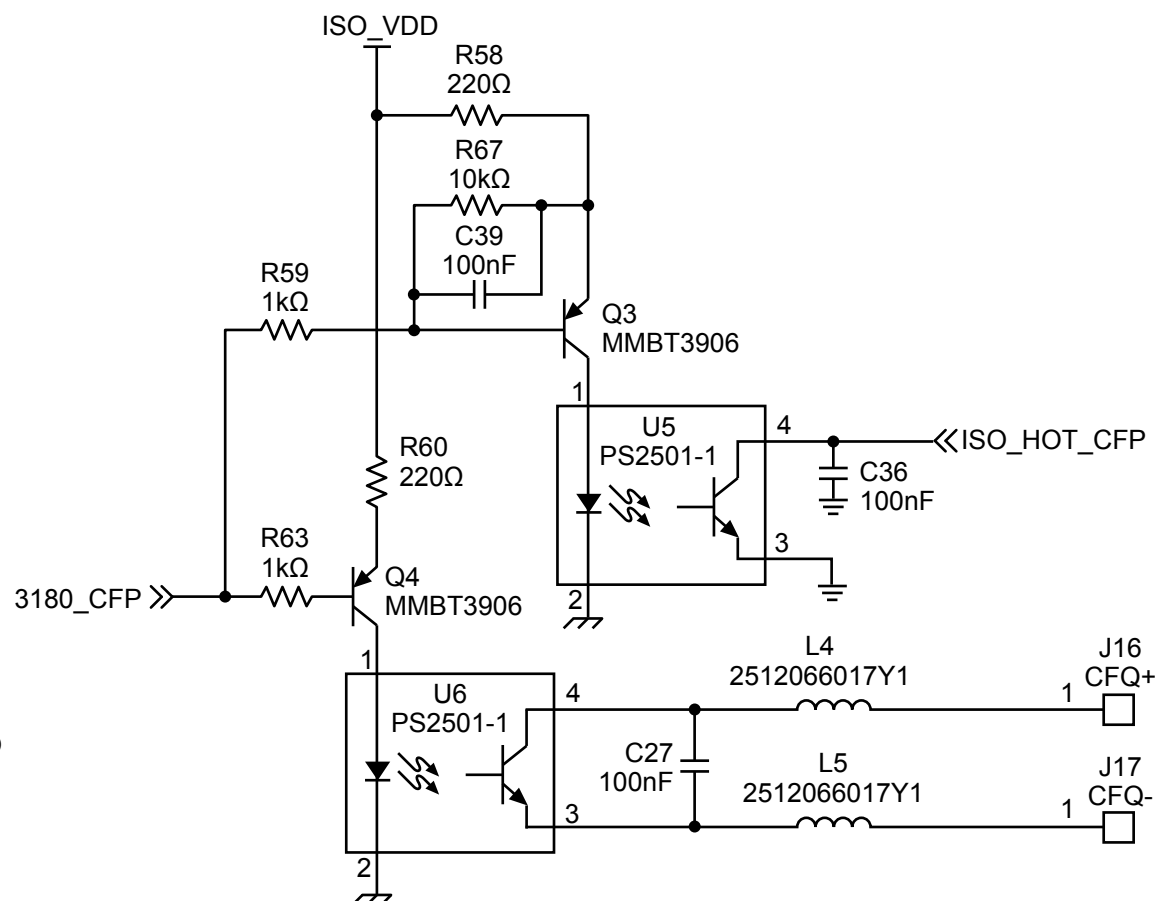 ISO_VDD
R58
220Ω
R67
10kΩ
C39
100nF
R59
1kΩ
Q3
MMBT3906
1
U5
PS2501-1
4
ISO_HOT_CFP
C36
100nF
R60
220Ω
3
R63
1kΩ
3180_CFP
Q4
MMBT3906
2
1
U6
PS2501-1
4
L4
2512066017Y1
1
J16
CFQ+
C27
100nF
L5
2512066017Y1
1
J17
CFQ-
3
2